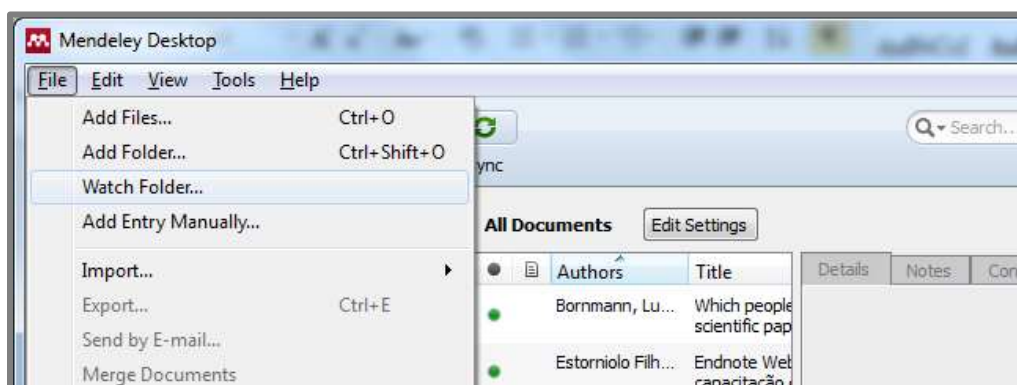 Mendeley Desktop
File Edit View Tools Help
Add Files... Ctrl+O
Add Folder... Ctrl+Shift+O
Watch Folder...
Add Entry Manually...
Import...
Export... Ctrl+E
Send by E-mail...
Merge Documents
ync
Search...
All Documents Edit Settings
Authors Title Details Notes Con
Bornmann, Lu... Which people
scientific pap
Estorniolo Filh... Endnote Web
capacitação